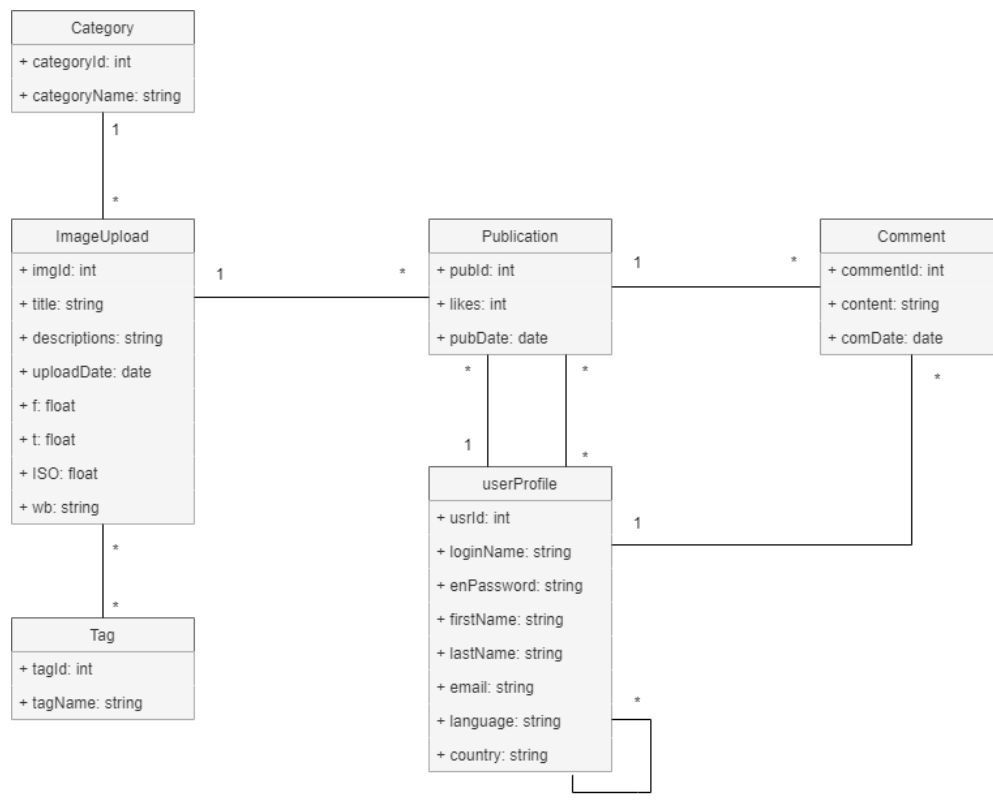 Category
+ categoryId: int
+ categoryName: string
1
*
ImageUpload
+ imgId: int
+ title: string
+ descriptions: string
+ uploadDate: date
+ f: float
+ t: float
+ ISO: float
+ wb: string
1
*
Publication
+ pubId: int
+ likes: int
+ pubDate: date
1
*
Comment
+ commentId: int
+ content: string
+ comDate: date
*
*
*
1
*
userProfile
+ usrId: int
+ loginName: string
+ enPassword: string
+ firstName: string
+ lastName: string
+ email: string
+ language: string
+ country: string
1
*
*
*
Tag
+ tagId: int
+ tagName: string